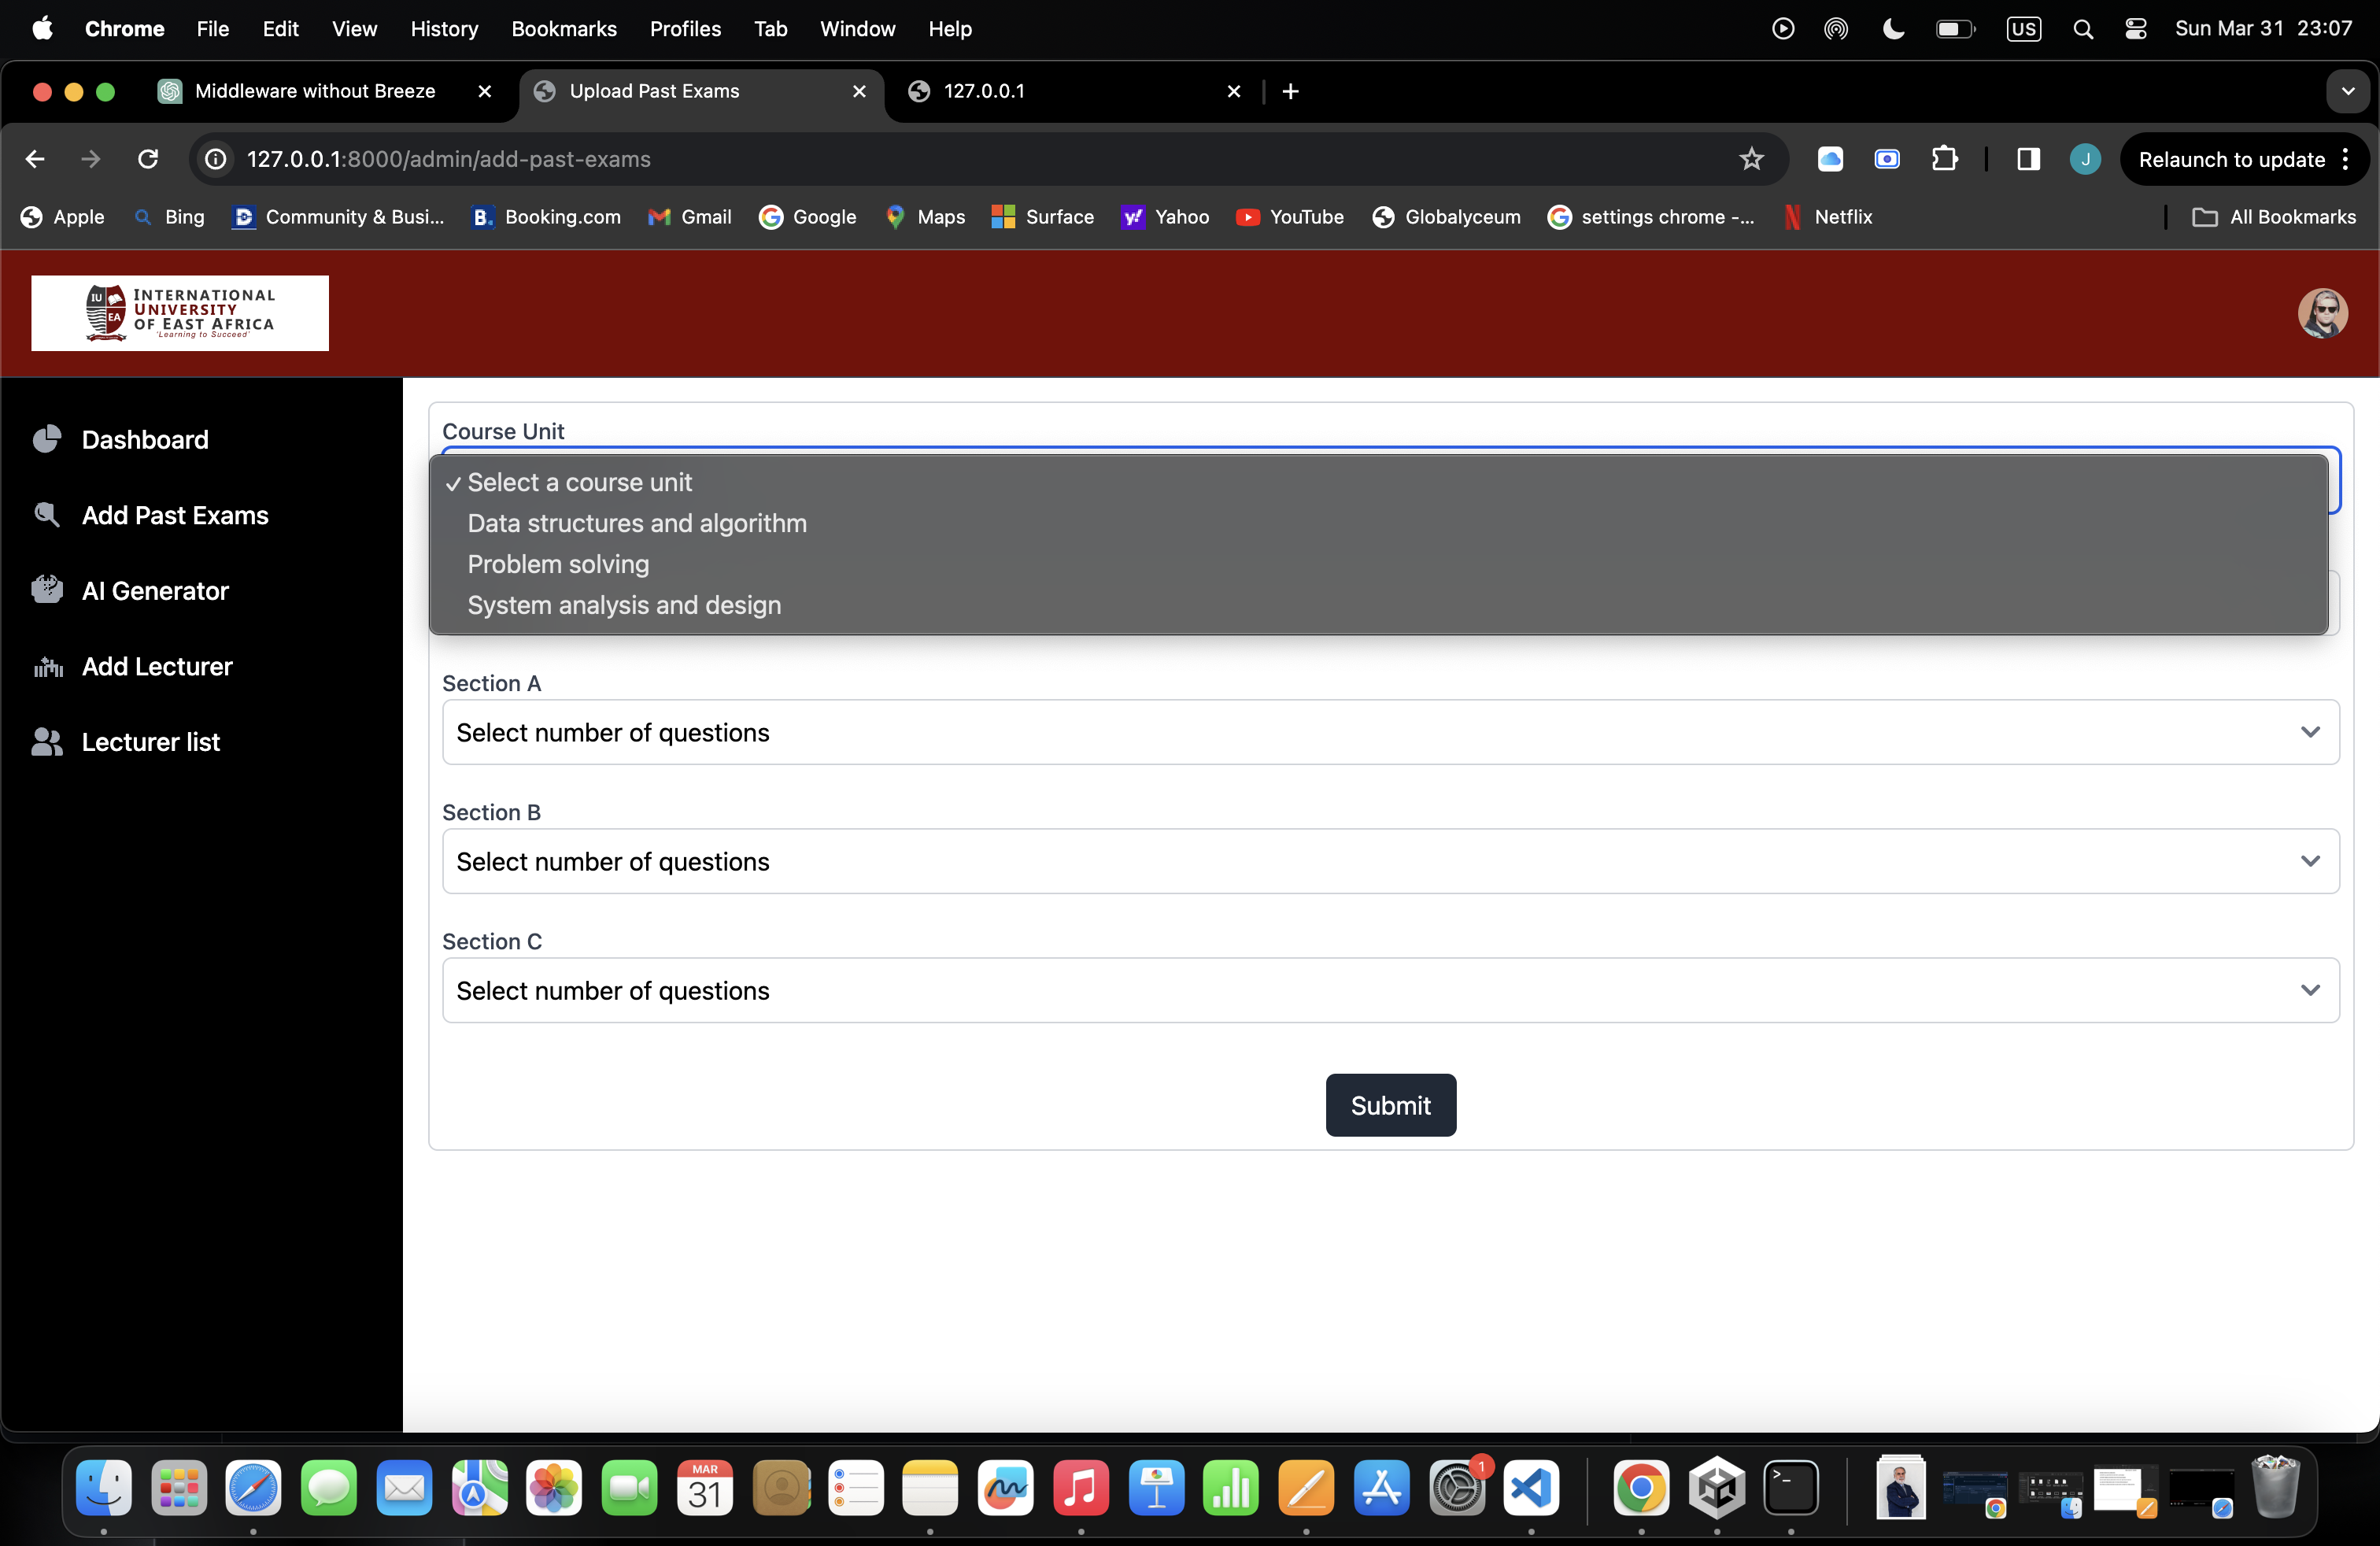 Chrome File Edit View History Bookmarks Profiles Tab Window Help US Sun Mar 31 23:07
Middleware without Breeze Upload Past Exams 127.0.0.1
127.0.0.1:8000/admin/add-past-exams J Relaunch to update
Apple Bing Community & Busi... Booking.com Gmail Google Maps Surface Yahoo YouTube Globalyceum settings chrome -... Netflix All Bookmarks
IU EA
INTERNATIONAL
UNIVERSITY
OF EAST AFRICA
'Learning to Succeed'
Dashboard
Add Past Exams
AI Generator
Add Lecturer
Lecturer list
Course Unit
✓ Select a course unit
Data structures and algorithm
Problem solving
System analysis and design
Section A
Select number of questions
Section B
Select number of questions
Section C
Select number of questions
Submit
MAR
31
1